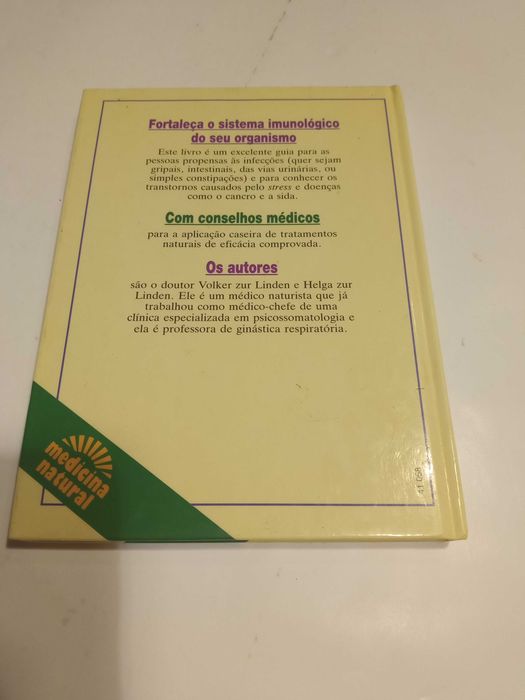 Fortaleça o sistema imunológico
do seu organismo
Este livro é um excelente guia para as
pessoas propensas às infecções (quer sejam
gripais, intestinais, das vias urinárias, ou
simples constipações) e para conhecer os
transtornos causados pelo stress e doenças
como o cancro e a sida.
Com conselhos médicos
para a aplicação caseira de tratamentos
naturais de eficácia comprovada.
Os autores
são o doutor Volker zur Linden e Helga zur
Linden. Ele é um médico naturista que já
trabalhou como médico-chefe de uma
clínica especializada em psicossomatologia e
ela é professora de ginástica respiratória.
medicina
natural
41 058